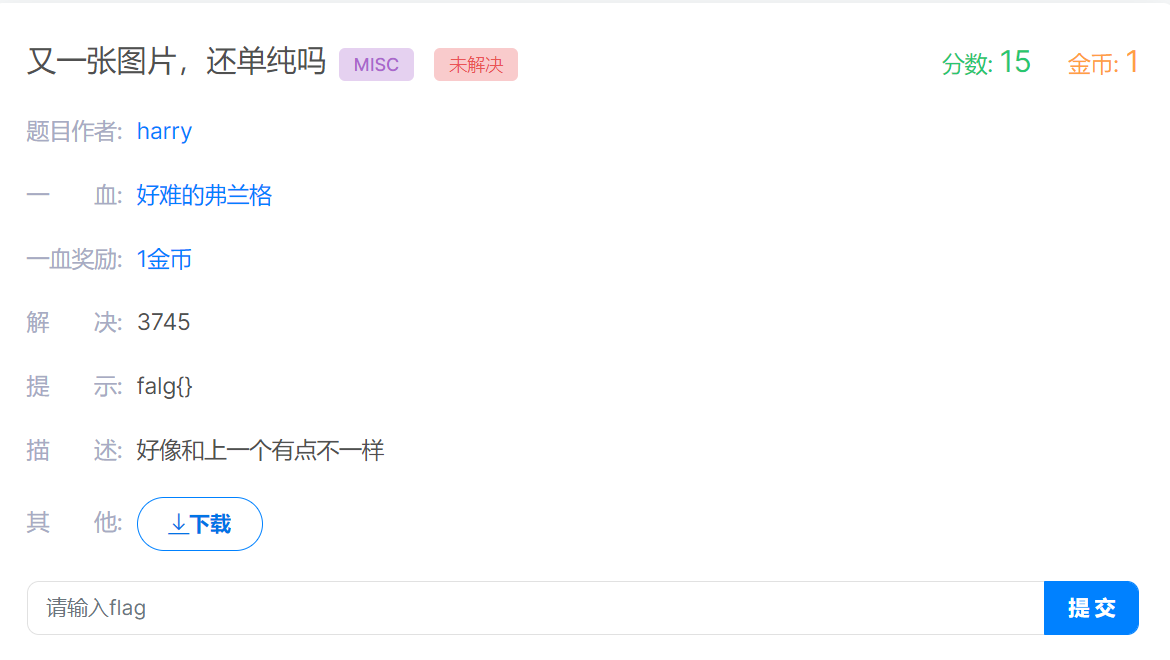 又一张图片，还单纯吗 MISC 未解决 分数: 15 金币: 1
题目作者: harry
一 血: 好难的弗兰格
一血奖励: 1金币
解 决: 3745
提 示: falg{}
描 述: 好像和上一个有点不一样
其 他: 下载
请输入flag 提交